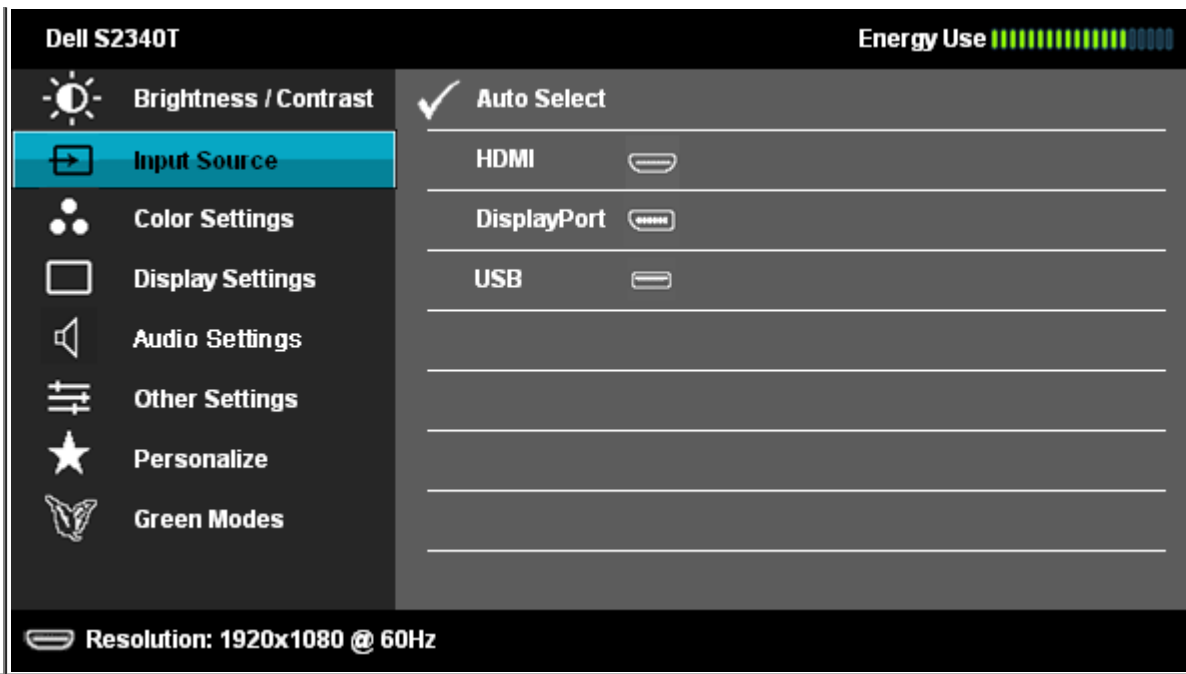 Dell S2340T
Energy Use
Brightness / Contrast
Auto Select
Input Source
HDMI
Color Settings
DisplayPort
Display Settings
USB
Audio Settings
Other Settings
Personalize
Green Modes
Resolution: 1920x1080 @ 60Hz